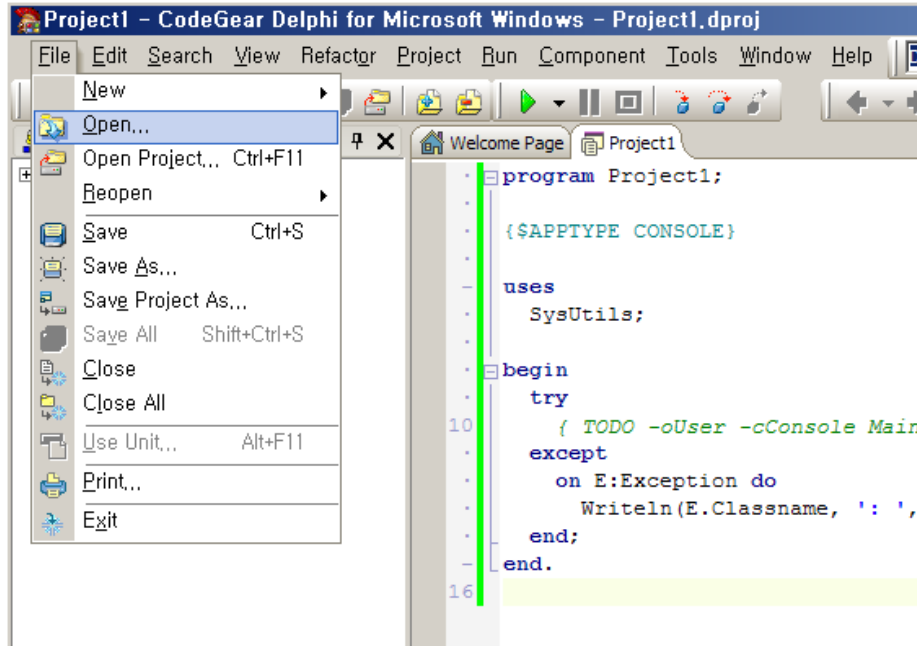 Project1 – CodeGear Delphi for Microsoft Windows – Project1.dproj
File Edit Search View Refactor Project Run Component Tools Window Help
New
Open...
Open Project... Ctrl+F11
Reopen
Save Ctrl+S
Save As...
Save Project As...
Save All Shift+Ctrl+S
Close
Close All
Use Unit... Alt+F11
Print...
Exit
Welcome Page Project1
program Project1;
{$APPTYPE CONSOLE}
uses
SysUtils;
begin
try
10 { TODO -oUser -cConsole Main
except
on E:Exception do
Writeln(E.Classname, ': ',
end;
end.
16